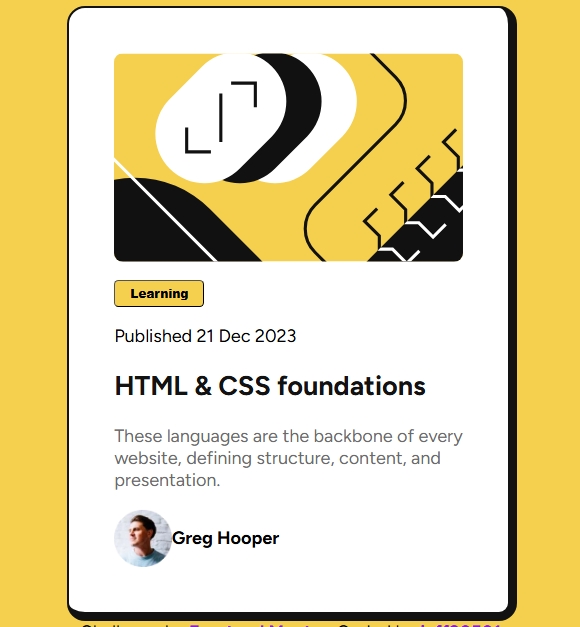 Learning
Published 21 Dec 2023
HTML & CSS foundations
These languages are the backbone of every
website, defining structure, content, and
presentation.
Greg Hooper